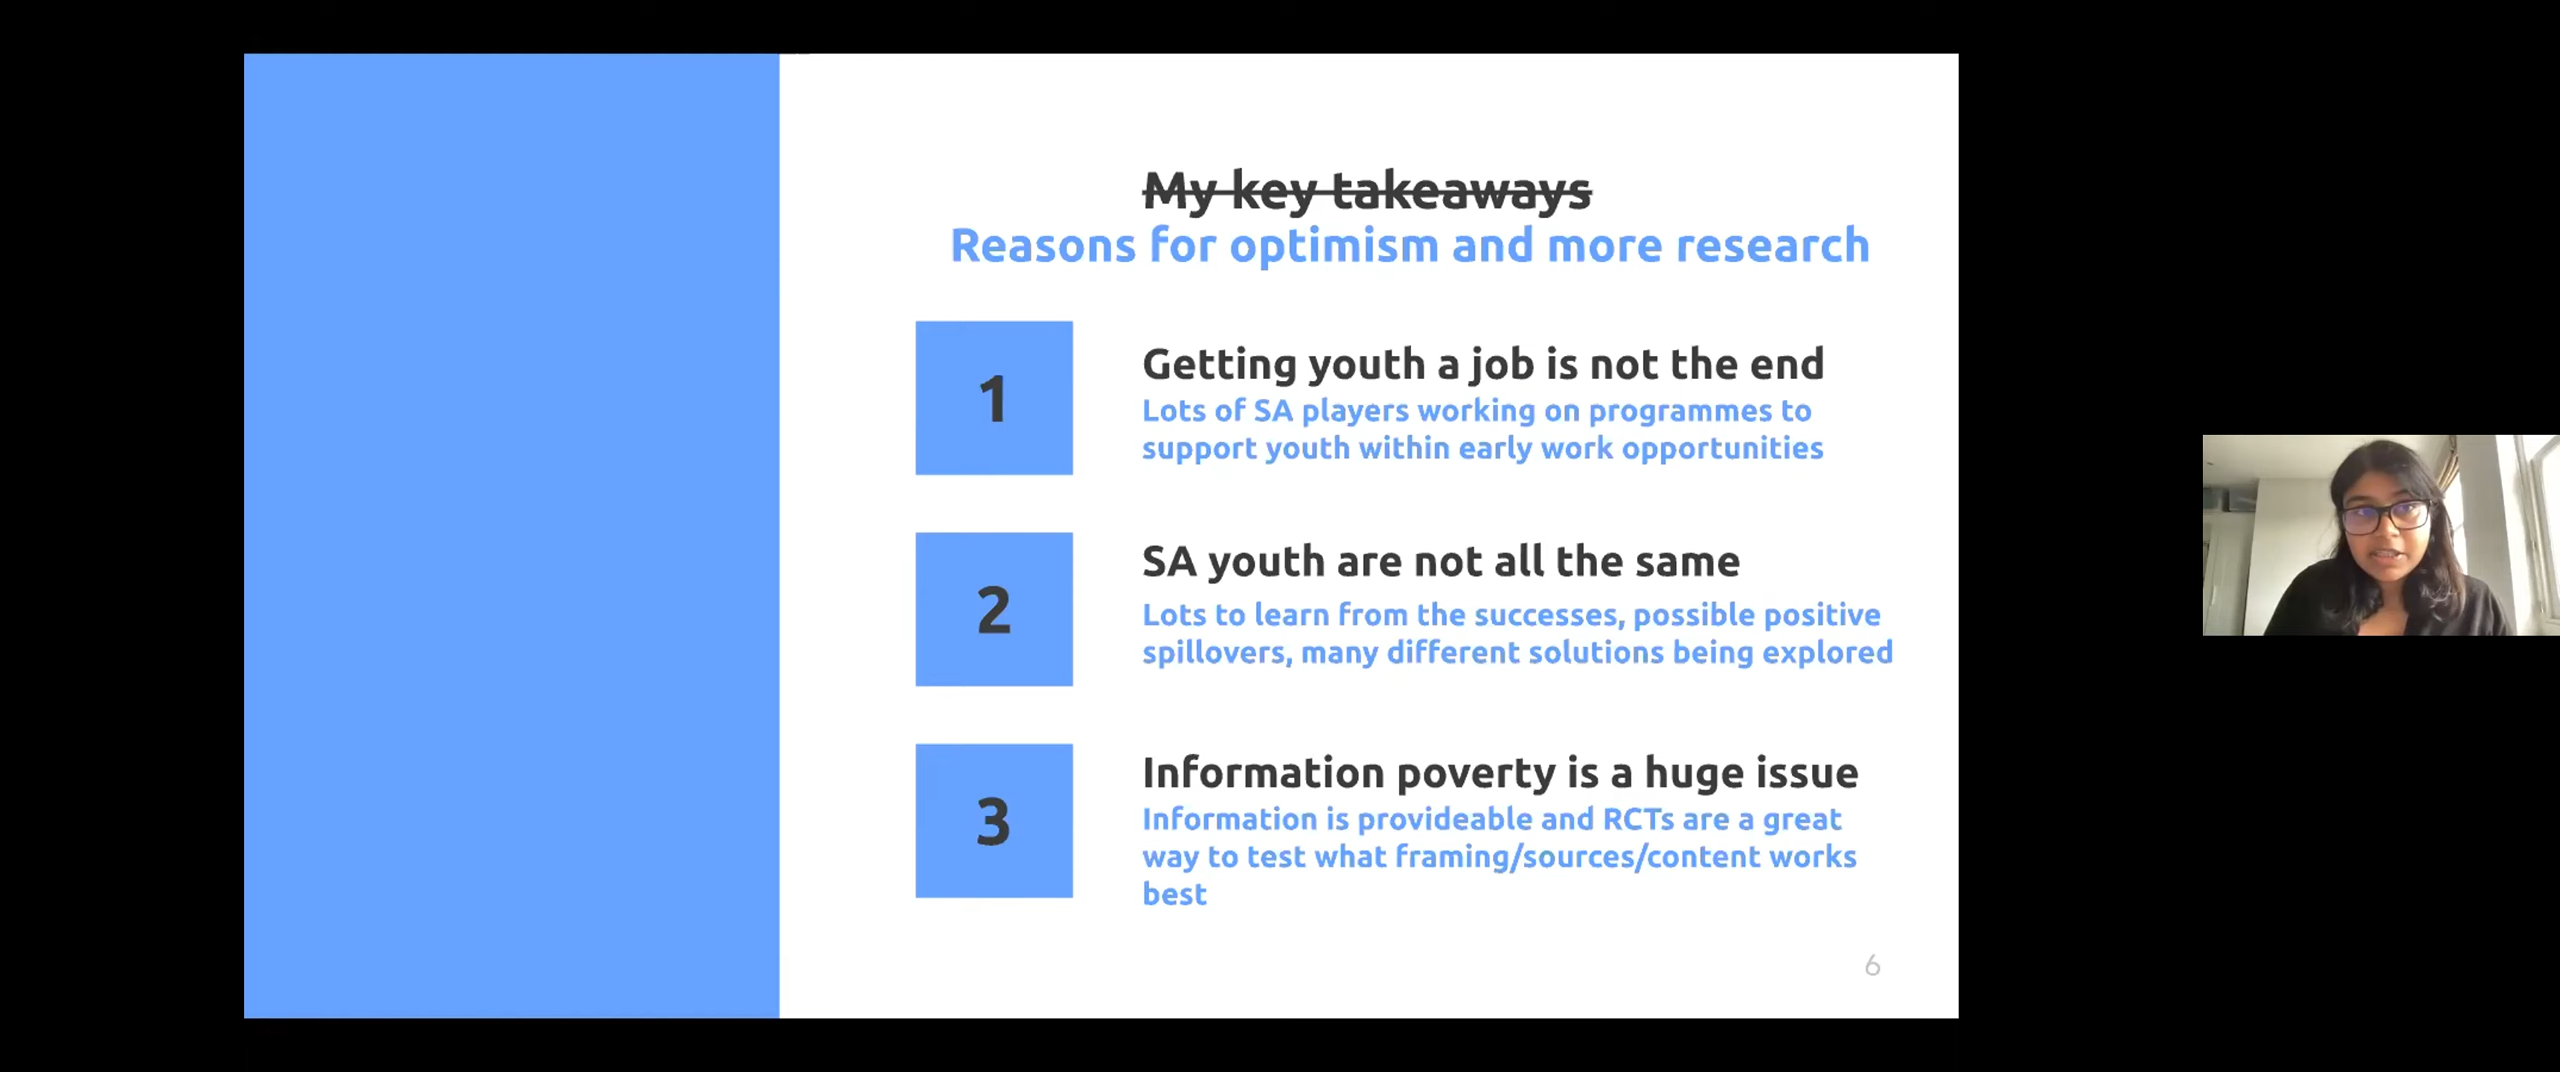 My key takeaways
Reasons for optimism and more research
1
Getting youth a job is not the end
Lots of SA players working on programmes to
support youth within early work opportunities
2
SA youth are not all the same
Lots to learn from the successes, possible positive
spillovers, many different solutions being explored
3
Information poverty is a huge issue
Information is provideable and RCTs are a great
way to test what framing/sources/content works
best
6